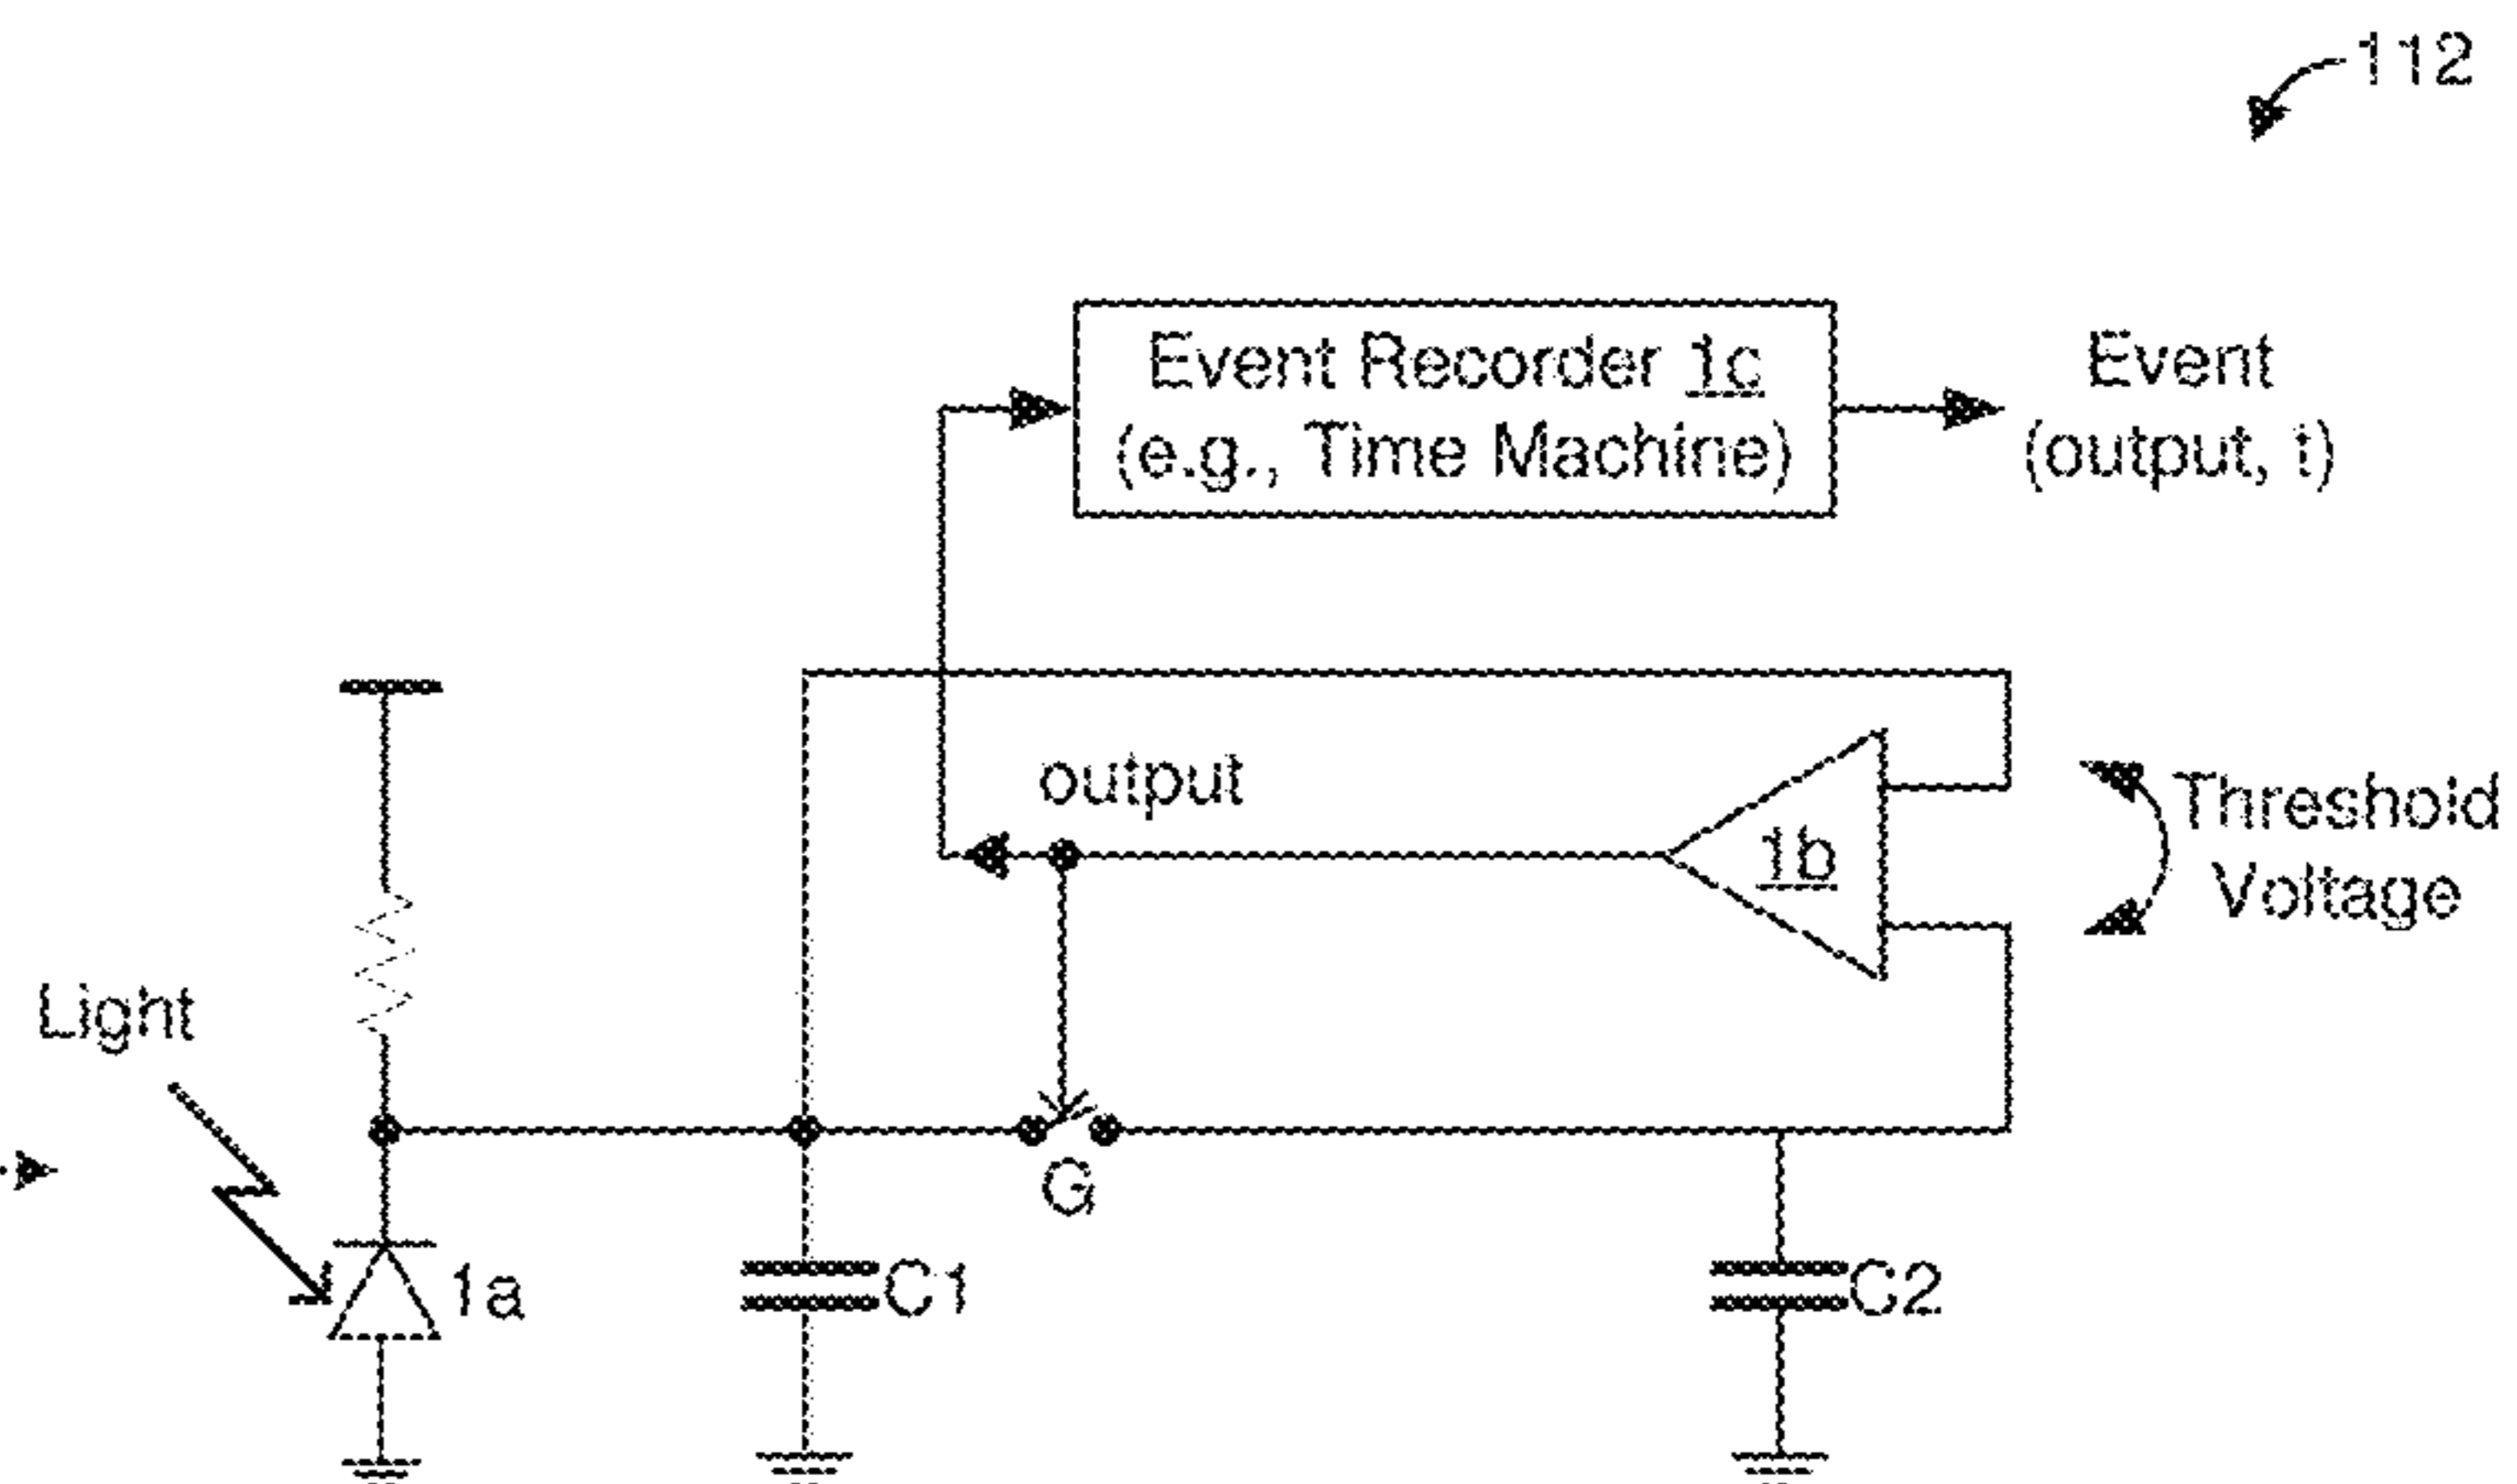 112
Event Recorder 1c
(e.g., Time Machine)
Event
(output, i)
output
Threshold
Voltage
1b
Light
G
1a
C1
C2